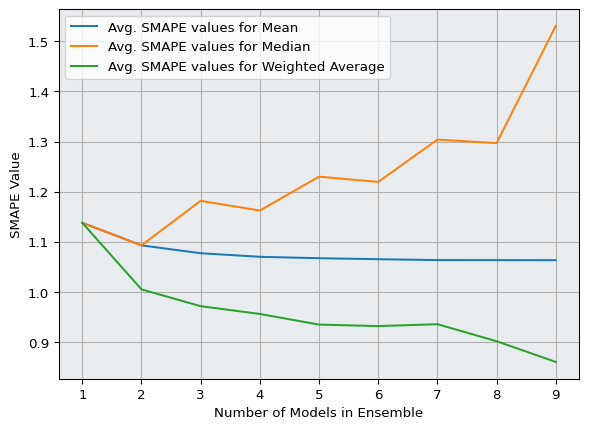 Avg. SMAPE values for Mean
Avg. SMAPE values for Median
Avg. SMAPE values for Weighted Average
SMAPE Value
1.5
1.4
1.3
1.2
1.1
1.0
0.9
1 2 3 4 5 6 7 8 9
Number of Models in Ensemble